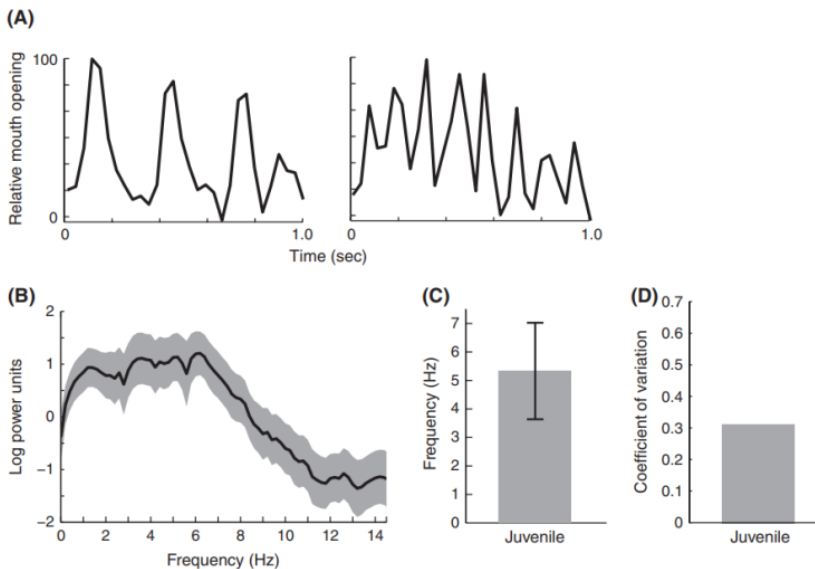 (A)
Relative mouth opening
100
0
0
1.0
0
1.0
Time (sec)
(B)
Log power units
2
1
0
−1
−2
0
2
4
6
8
10
12
14
Frequency (Hz)
(C)
Frequency (Hz)
7
6
5
4
3
2
1
0
Juvenile
(D)
Coefficient of variation
0.7
0.6
0.5
0.4
0.3
0.2
0.1
0
Juvenile